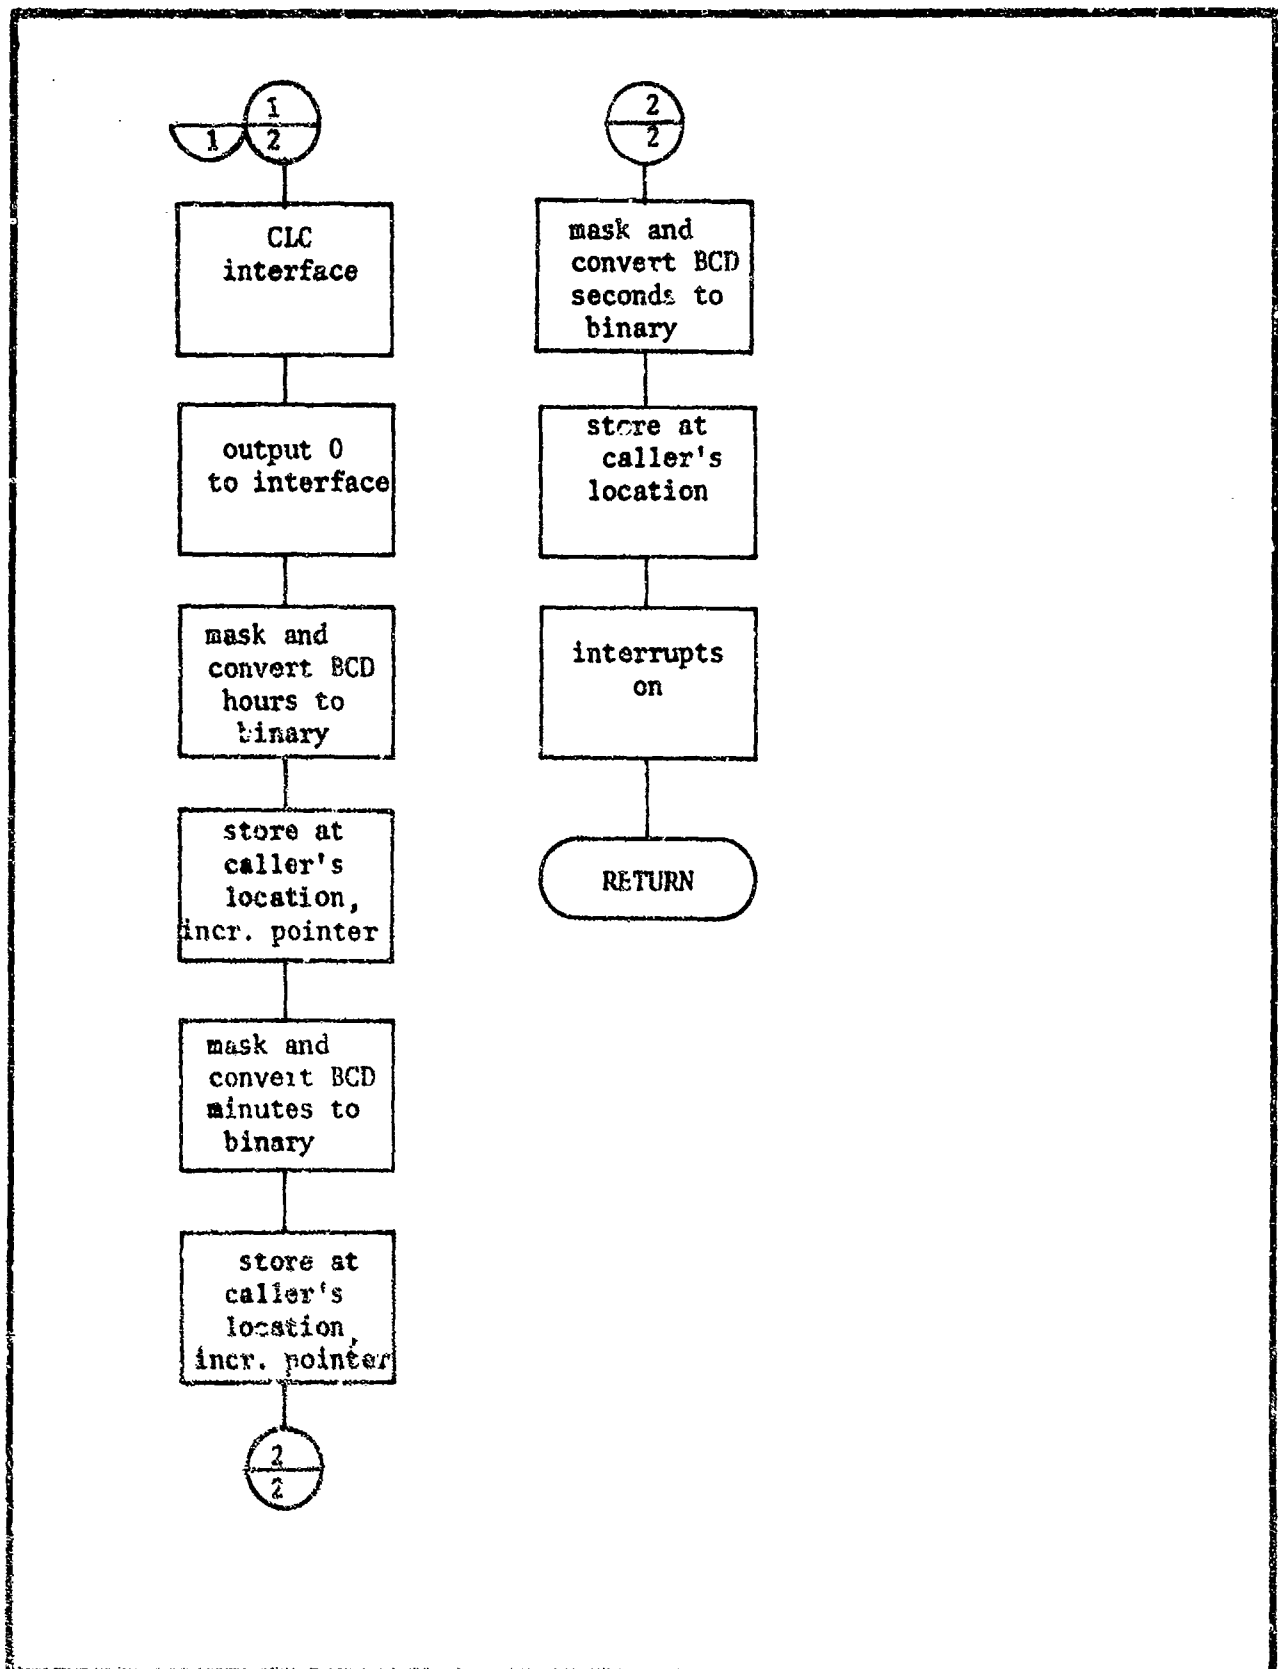 1
1
2
CLC
interface
output 0
to interface
mask and
convert BCD
hours to
binary
store at
caller's
location,
incr. pointer
mask and
convert BCD
minutes to
binary
store at
caller's
location,
incr. pointer
2
2
2
2
mask and
convert BCD
seconds to
binary
store at
caller's
location
interrupts
on
RETURN